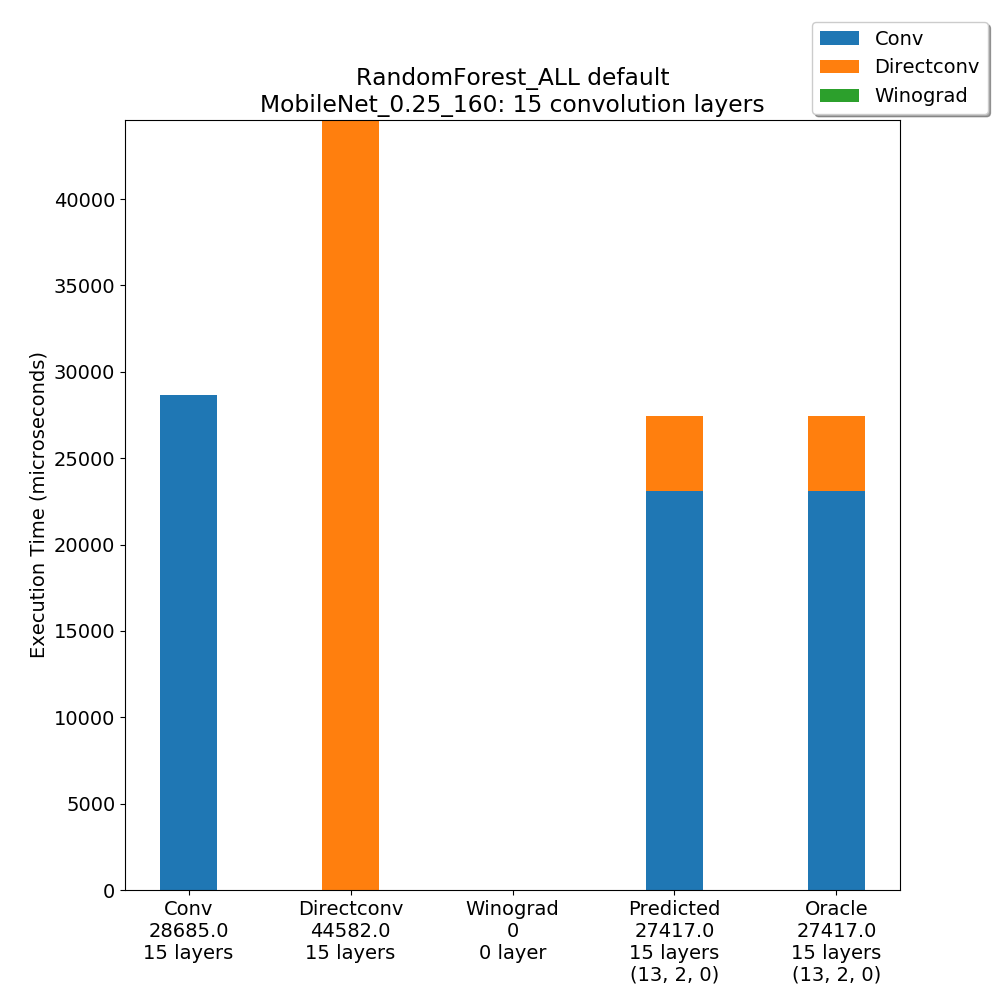 Conv
Directconv
Winograd
RandomForest_ALL default
MobileNet_0.25_160: 15 convolution layers
Execution Time (microseconds)
40000
35000
30000
25000
20000
15000
10000
5000
0
Conv
28685.0
15 layers
Directconv
44582.0
15 layers
Winograd
0
0 layer
Predicted
27417.0
15 layers
(13, 2, 0)
Oracle
27417.0
15 layers
(13, 2, 0)